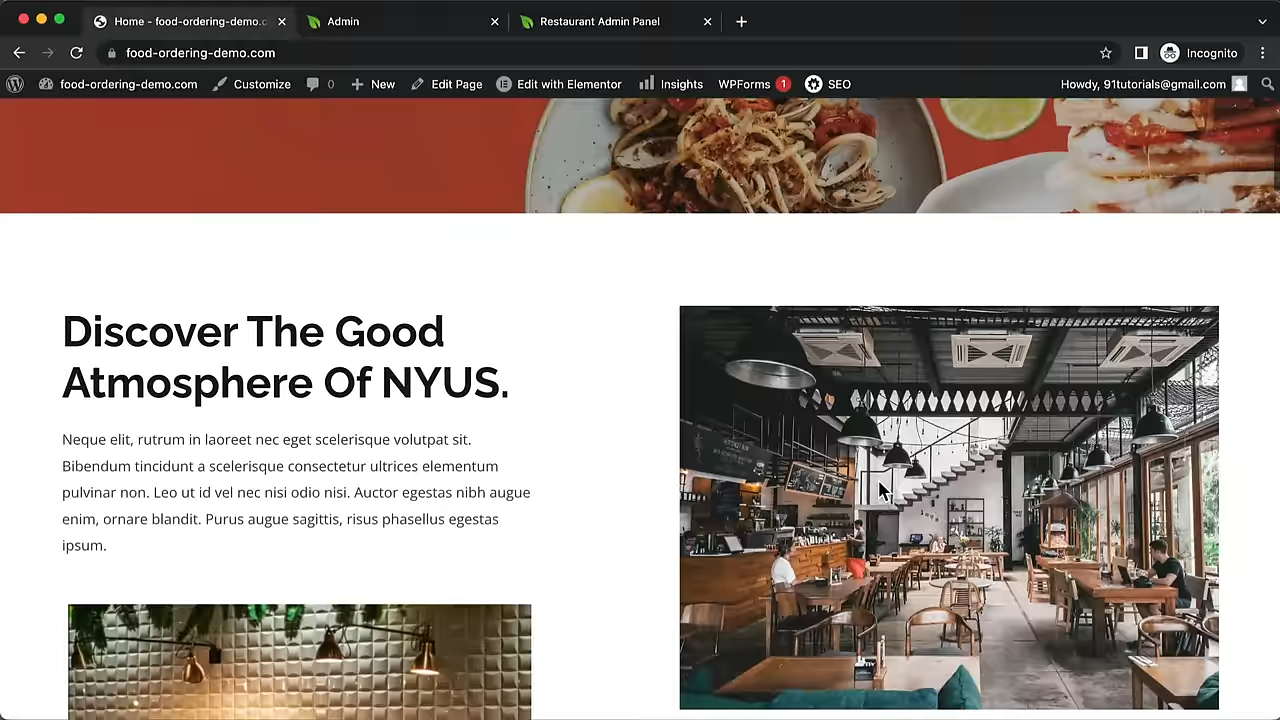 Home - food-ordering-demo.c
Admin
Restaurant Admin Panel
food-ordering-demo.com
Incognito
food-ordering-demo.com
Customize
0
New
Edit Page
Edit with Elementor
Insights
WPForms 1
SEO
Howdy, 91tutorials@gmail.com
Discover The Good
Atmosphere Of NYUS.
Neque elit, rutrum in laoreet nec eget scelerisque volutpat sit.
Bibendum tincidunt a scelerisque consectetur ultrices elementum
pulvinar non. Leo ut id vel nec nisi odio nisi. Auctor egestas nibh augue
enim, ornare blandit. Purus augue sagittis, risus phasellus egestas
ipsum.